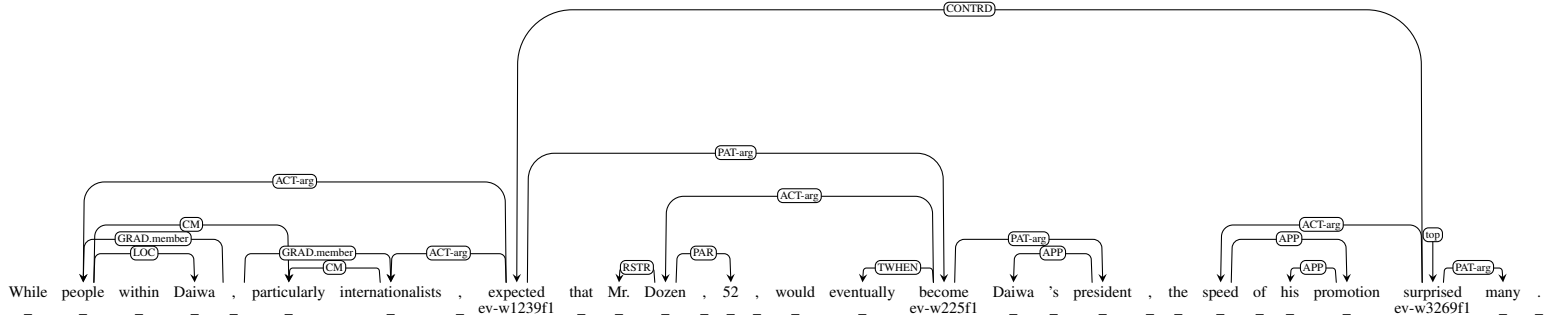 CONTRD
PAT-arg
ACT-arg ACT-arg
CM ACT-arg
GRAD.member GRAD.member ACT-arg PAT-arg APP top
LOC CM RSTR PAR TWHEN APP APP PAT-arg
While people within Daiwa , particularly internationalists , expected that Mr. Dozen , 52 , would eventually become Daiwa 's president , the speed of his promotion surprised many .
_ _ _ _ _ _ _ _ ev-w1239f1 _ _ _ _ _ _ _ _ ev-w225f1 _ _ _ _ _ _ _ _ _ ev-w3269f1 _ _